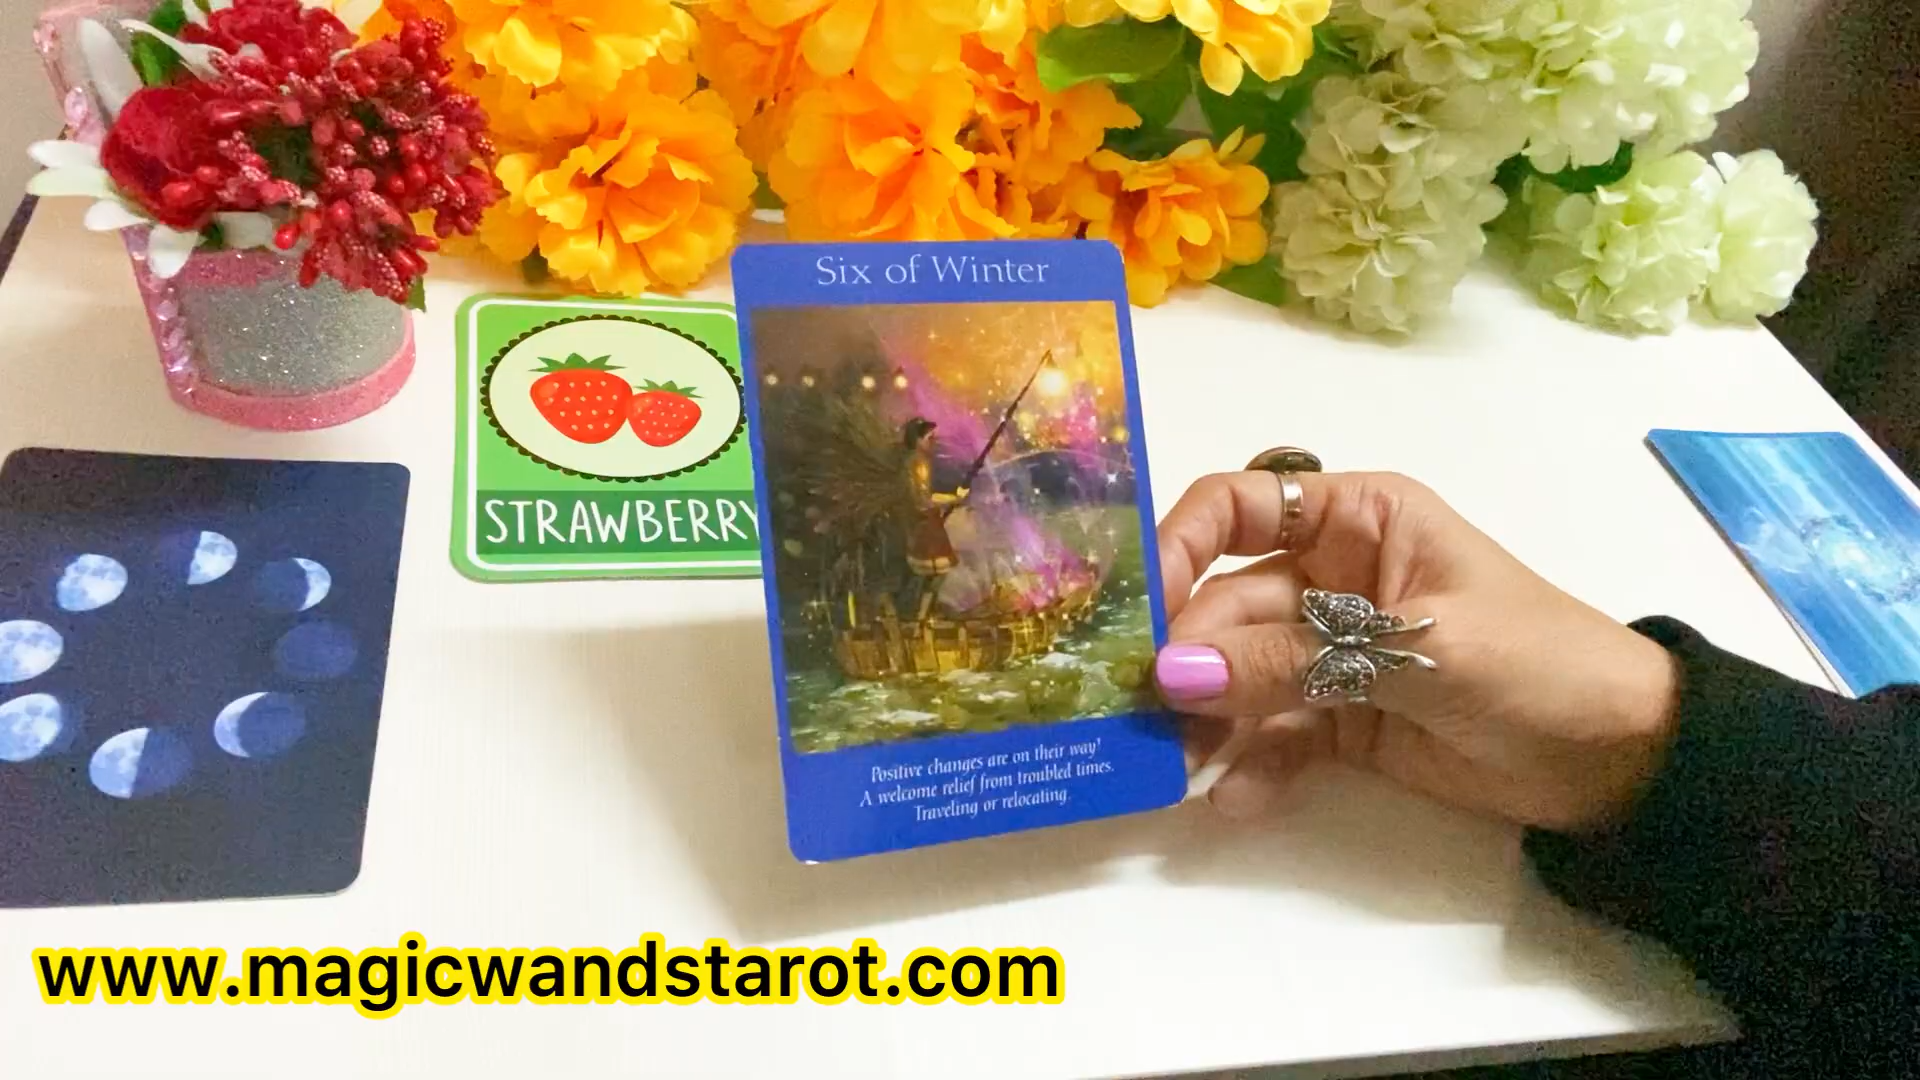 Six of Winter
STRAWBERRY
Positive changes are on their way!
A welcome relief from troubled times.
Traveling or relocating.
www.magicwandstarot.com